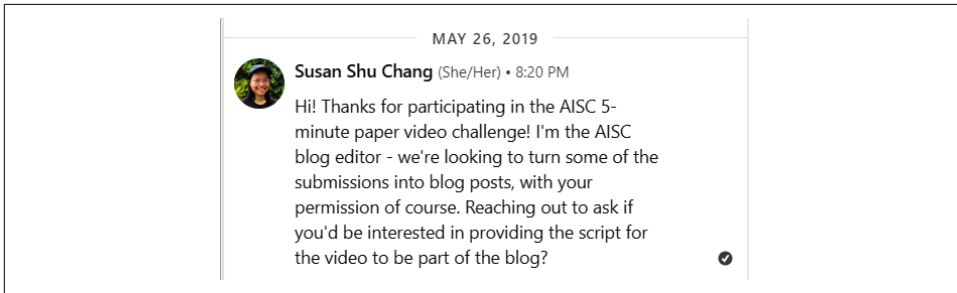 MAY 26, 2019
Susan Shu Chang (She/Her) • 8:20 PM
Hi! Thanks for participating in the AISC 5-
minute paper video challenge! I'm the AISC
blog editor - we're looking to turn some of the
submissions into blog posts, with your
permission of course. Reaching out to ask if
you'd be interested in providing the script for
the video to be part of the blog?